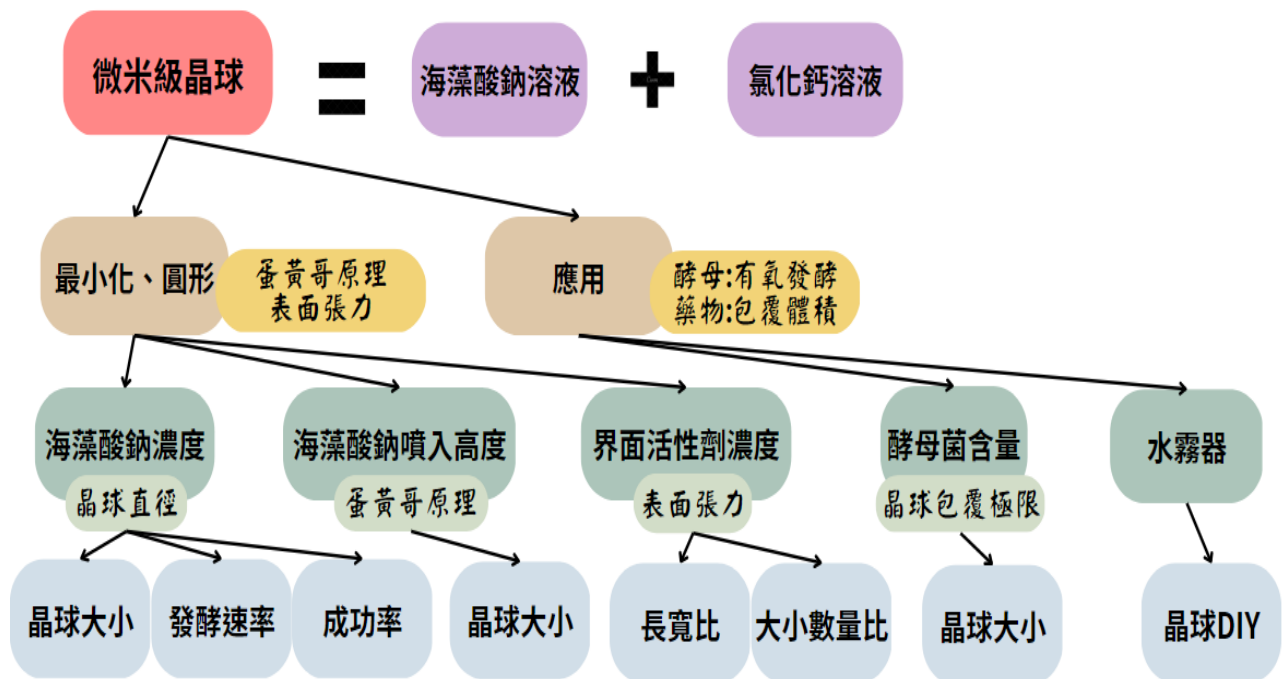 微米級晶球 = 海藻酸鈉溶液 + 氯化鈣溶液
最小化、圓形
蛋黃哥原理
表面張力
應用
酵母:有氧發酵
藥物:包覆體積
海藻酸鈉濃度
晶球直徑
海藻酸鈉噴入高度
蛋黃哥原理
界面活性劑濃度
表面張力
酵母菌含量
晶球包覆極限
水霧器
晶球大小
發酵速率
成功率
晶球大小
長寬比
大小數量比
晶球大小
晶球DIY